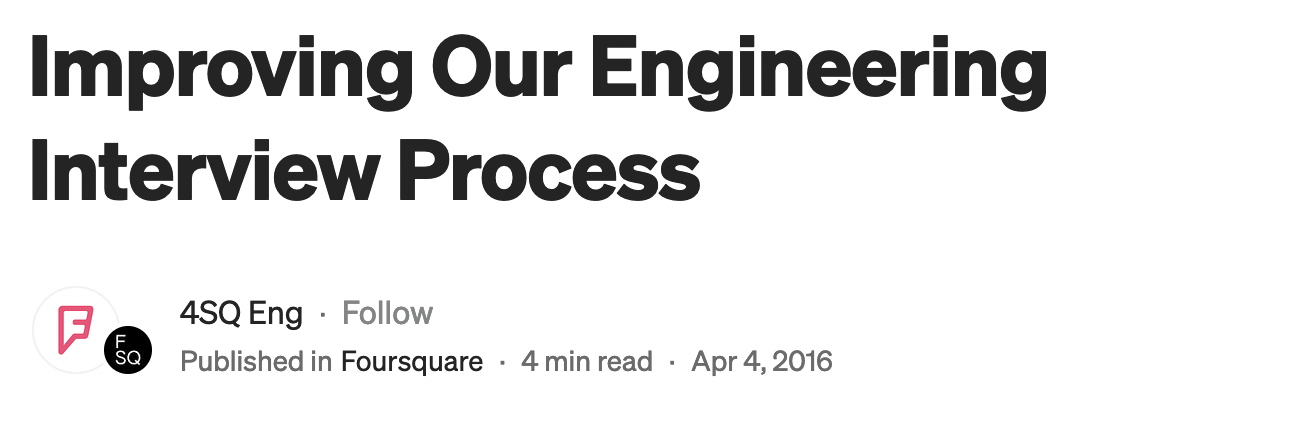 Improving Our Engineering
Interview Process
4SQ Eng · Follow
F
SQ
Published in Foursquare · 4 min read · Apr 4, 2016